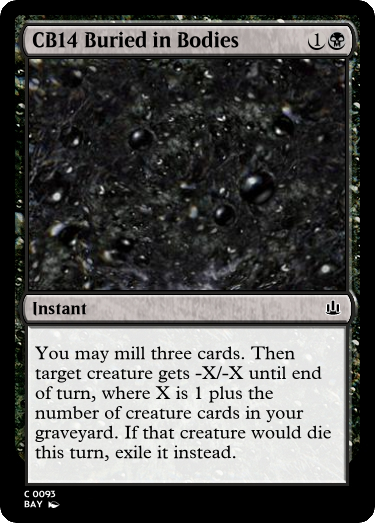 CB14 Buried in Bodies 1
Instant
You may mill three cards. Then
target creature gets -X/-X until end
of turn, where X is 1 plus the
number of creature cards in your
graveyard. If that creature would die
this turn, exile it instead.
C 0093
BAY